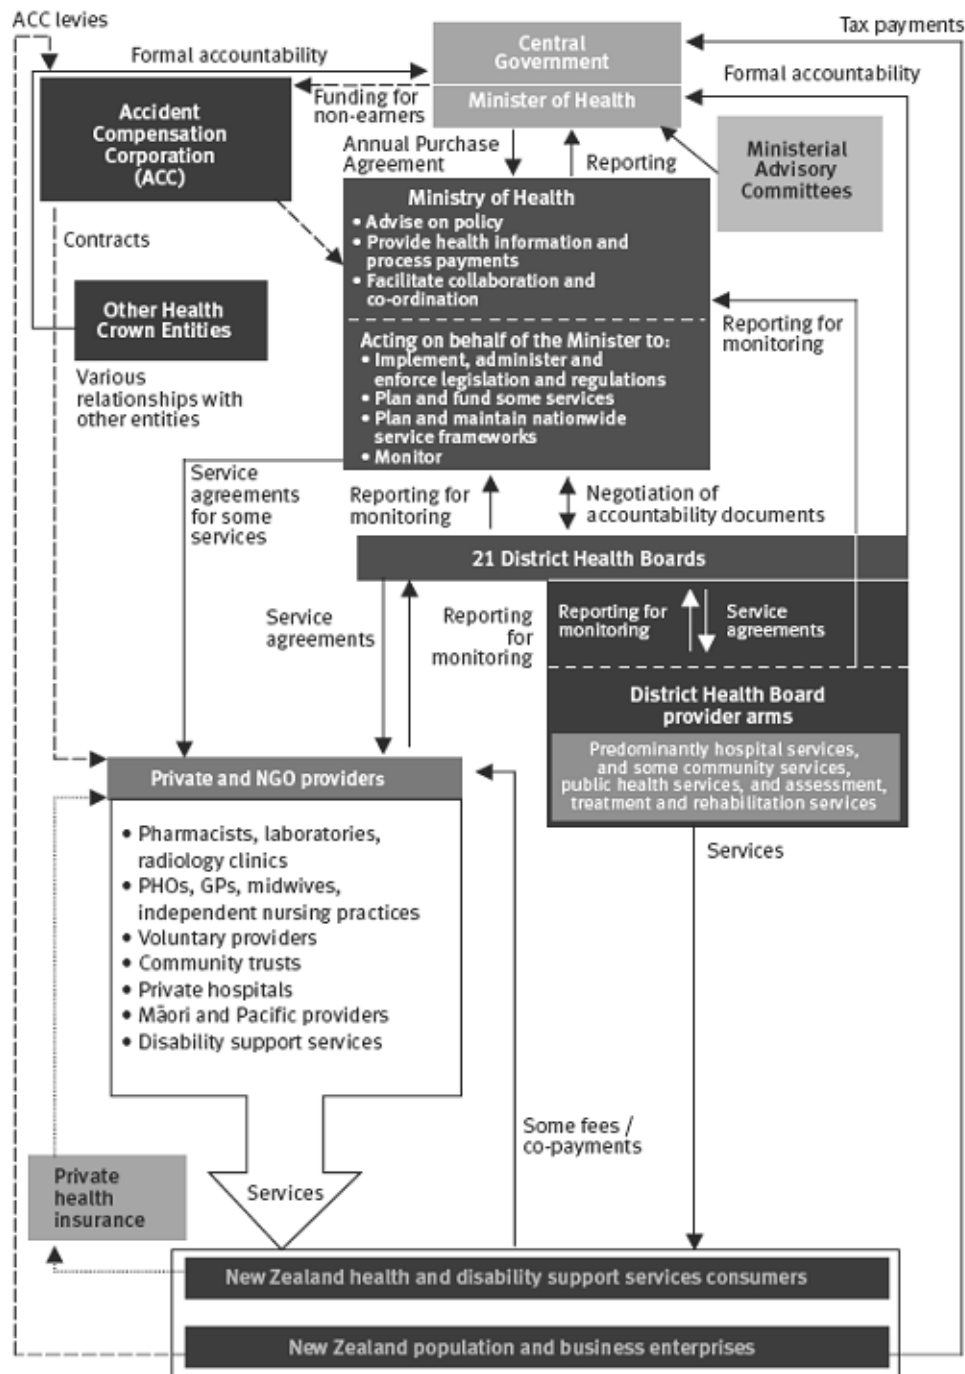 ACC levies
Tax payments
Formal accountability
Central
Government
Formal accountability
Funding for
non-earners
Minister of Health
Accident
Compensation
Corporation
(ACC)
Annual Purchase
Agreement
Reporting
Ministerial
Advisory
Committees
Ministry of Health
• Advise on policy
• Provide health information and
process payments
• Facilitate collaboration and
co-ordination
Contracts
Other Health
Crown Entities
Reporting for
monitoring
Acting on behalf of the Minister to:
• Implement, administer and
enforce legislation and regulations
• Plan and fund some services
• Plan and maintain nationwide
service frameworks
• Monitor
Various
relationships with
other entities
Service
agreements
for some
services
Reporting for
monitoring
Negotiation of
accountability documents
21 District Health Boards
Service
agreements
Reporting
for
monitoring
Reporting for
monitoring
Service
agreements
District Health Board
provider arms
Predominantly hospital services,
and some community services,
public health services, and assessment,
treatment and rehabilitation services
Private and NGO providers
• Pharmacists, laboratories,
radiology clinics
• PHOs, GPs, midwives,
independent nursing practices
• Voluntary providers
• Community trusts
• Private hospitals
• Māori and Pacific providers
• Disability support services
Services
Some fees /
co-payments
Private
health
insurance
Services
New Zealand health and disability support services consumers
New Zealand population and business enterprises